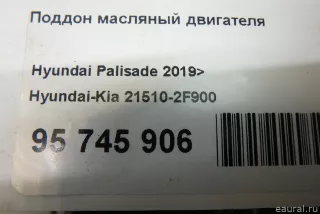 Поддон масляный двигателя
Hyundai Palisade 2019>
Hyundai-Kia 21510-2F900
95 745 906
eaural.ru